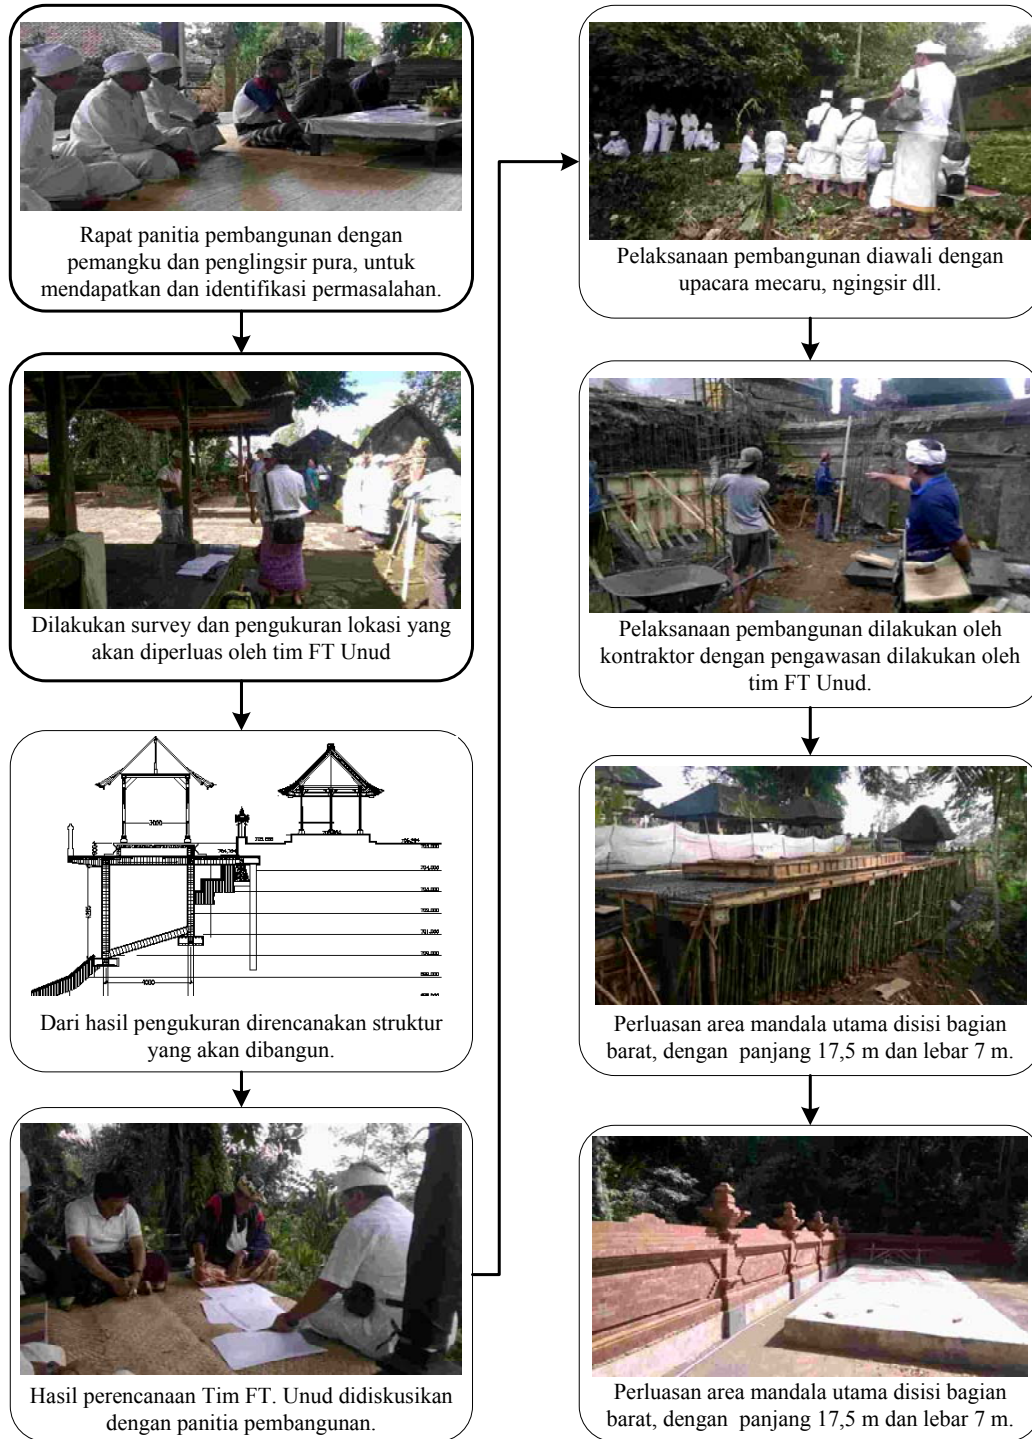 Rapat panitia pembangunan dengan
pemangku dan penglingsir pura, untuk
mendapatkan dan identifikasi permasalahan.
Dilakukan survey dan pengukuran lokasi yang
akan diperluas oleh tim FT Unud
3000
4000
Dari hasil pengukuran direncanakan struktur
yang akan dibangun.
Hasil perencanaan Tim FT. Unud didiskusikan
dengan panitia pembangunan.
Pelaksanaan pembangunan diawali dengan
upacara mecaru, ngingsir dll.
Pelaksanaan pembangunan dilakukan oleh
kontraktor dengan pengawasan dilakukan oleh
tim FT Unud.
Perluasan area mandala utama disisi bagian
barat, dengan  panjang 17,5 m dan lebar 7 m.
Perluasan area mandala utama disisi bagian
barat, dengan  panjang 17,5 m dan lebar 7 m.